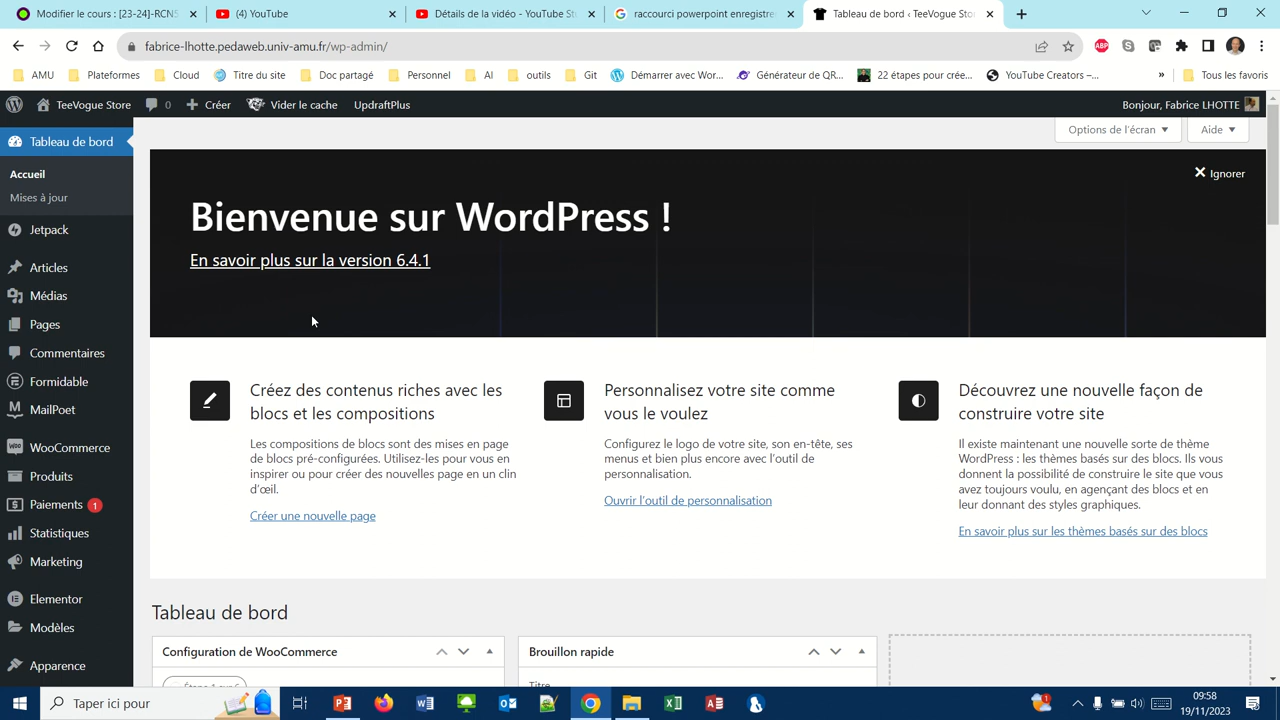 Modifier le cours : [23-24]-RCNS
(4) YouTube
Détails de la vidéo - YouTube Stu
raccourci powerpoint enregistre
Tableau de bord ‹ TeeVogue Stor
fabrice-lhotte.pedaweb.univ-amu.fr/wp-admin/
AMU
Plateformes
Cloud
Titre du site
Doc partagé
Personnel
AI
outils
Git
Démarrer avec Wor...
Générateur de QR...
22 étapes pour crée...
YouTube Creators –...
»
Tous les favoris
TeeVogue Store
0
Créer
Vider le cache
UpdraftPlus
Bonjour, Fabrice LHOTTE
Options de l'écran
Aide
Tableau de bord
Accueil
Mises à jour
Jetpack
Articles
Médias
Pages
Commentaires
Formidable
MailPoet
WooCommerce
Produits
Paiements 1
Statistiques
Marketing
Elementor
Modèles
Apparence
Ignorer
Bienvenue sur WordPress !
En savoir plus sur la version 6.4.1
Créez des contenus riches avec les
blocs et les compositions
Les compositions de blocs sont des mises en page
de blocs pré-configurées. Utilisez-les pour vous en
inspirer ou pour créer des nouvelles page en un clin
d'œil.
Créer une nouvelle page
Personnalisez votre site comme
vous le voulez
Configurez le logo de votre site, son en-tête, ses
menus et bien plus encore avec l'outil de
personnalisation.
Ouvrir l'outil de personnalisation
Découvrez une nouvelle façon de
construire votre site
Il existe maintenant une nouvelle sorte de thème
WordPress : les thèmes basés sur des blocs. Ils vous
donnent la possibilité de construire le site que vous
avez toujours voulu, en agençant des blocs et en
leur donnant des styles graphiques.
En savoir plus sur les thèmes basés sur des blocs
Tableau de bord
Configuration de WooCommerce
Brouillon rapide
Titre
Taper ici pour
09:58
19/11/2023